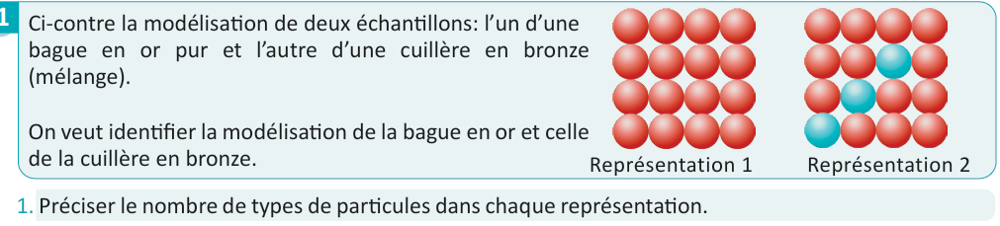 1
Ci-contre la modélisation de deux échantillons: l'un d'une
bague en or pur et l'autre d'une cuillère en bronze
(mélange).
On veut identifier la modélisation de la bague en or et celle
de la cuillère en bronze.
Représentation 1
Représentation 2
1. Préciser le nombre de types de particules dans chaque représentation.